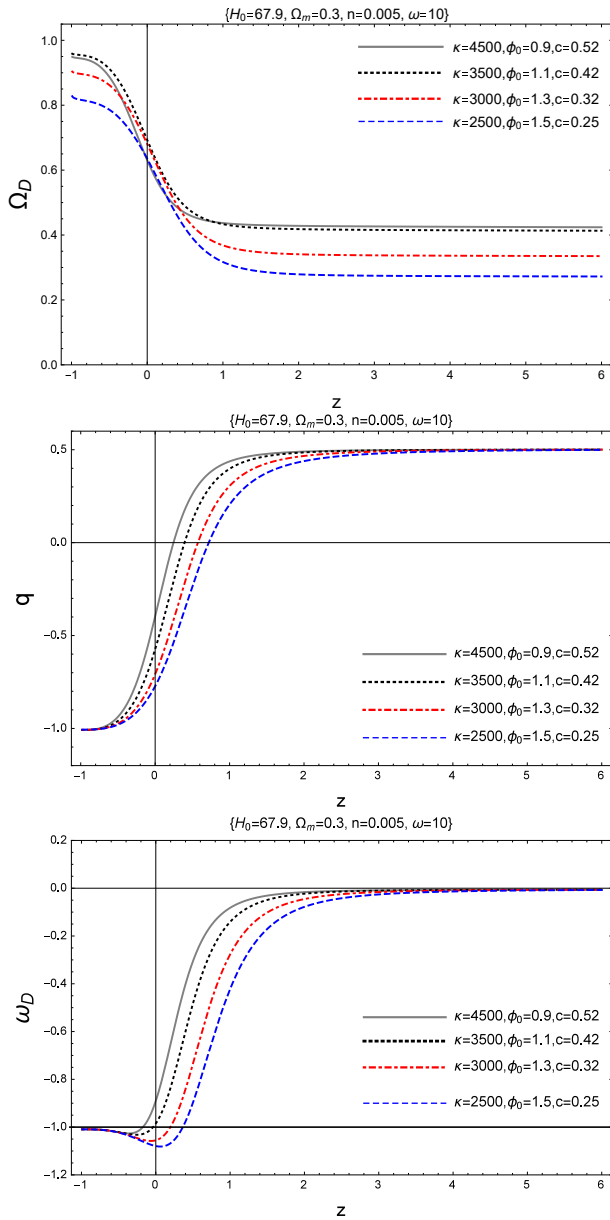 {H₀=67.9, Ωₘ=0.3, n=0.005, ω=10}
κ=4500,ϕ₀=0.9,c=0.52
κ=3500,ϕ₀=1.1,c=0.42
κ=3000,ϕ₀=1.3,c=0.32
κ=2500,ϕ₀=1.5,c=0.25
1.0
0.8
0.6
0.4
0.2
0.0
Ω_D
-1 0 1 2 3 4 5 6
z
{H₀=67.9, Ωₘ=0.3, n=0.005, ω=10}
0.5
0.0
-0.5
-1.0
q
κ=4500,ϕ₀=0.9,c=0.52
κ=3500,ϕ₀=1.1,c=0.42
κ=3000,ϕ₀=1.3,c=0.32
κ=2500,ϕ₀=1.5,c=0.25
-1 0 1 2 3 4 5 6
z
{H₀=67.9, Ωₘ=0.3, n=0.005, ω=10}
0.2
0.0
-0.2
-0.4
-0.6
-0.8
-1.0
-1.2
ω_D
κ=4500,ϕ₀=0.9,c=0.52
κ=3500,ϕ₀=1.1,c=0.42
κ=3000,ϕ₀=1.3,c=0.32
κ=2500,ϕ₀=1.5,c=0.25
-1 0 1 2 3 4 5 6
z